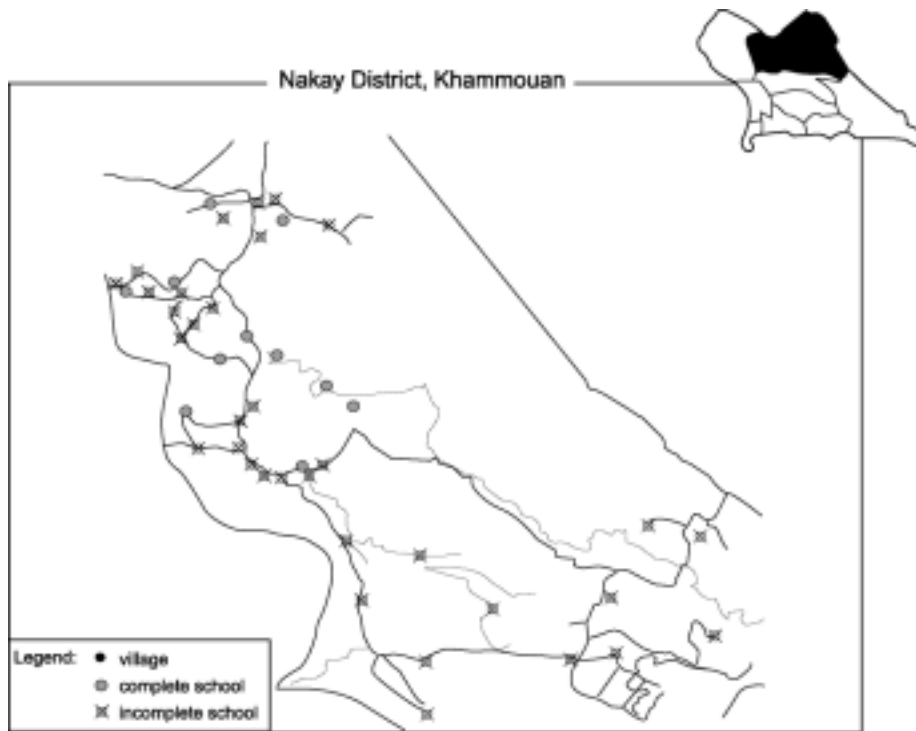 Nakay District, Khammouan
Legend: village
complete school
incomplete school